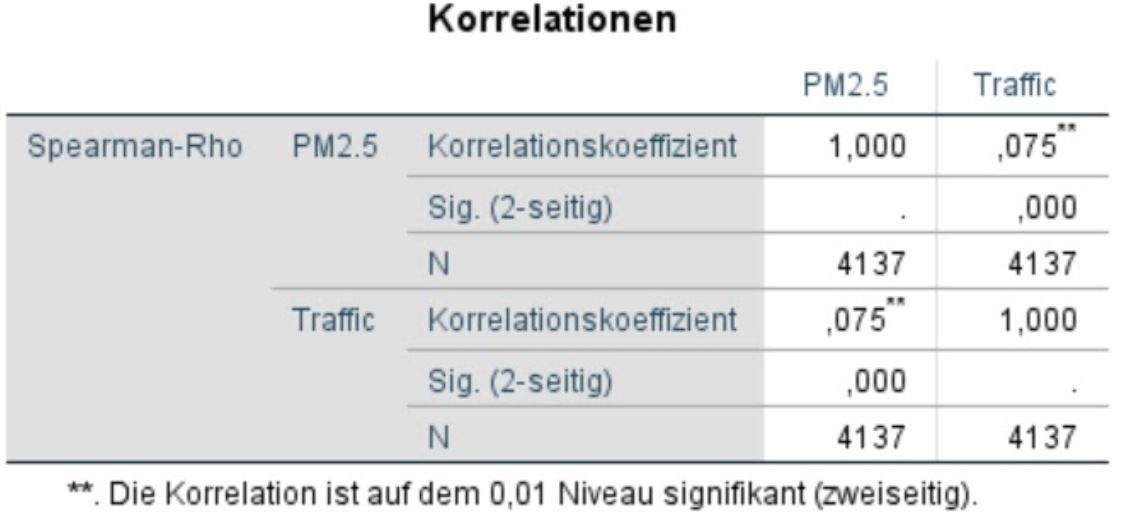 Korrelationen
PM2.5 Traffic
Spearman-Rho PM2.5 Korrelationskoeffizient 1,000 ,075**
Sig. (2-seitig) . ,000
N 4137 4137
Traffic Korrelationskoeffizient ,075** 1,000
Sig. (2-seitig) ,000 .
N 4137 4137
**. Die Korrelation ist auf dem 0,01 Niveau signifikant (zweiseitig).